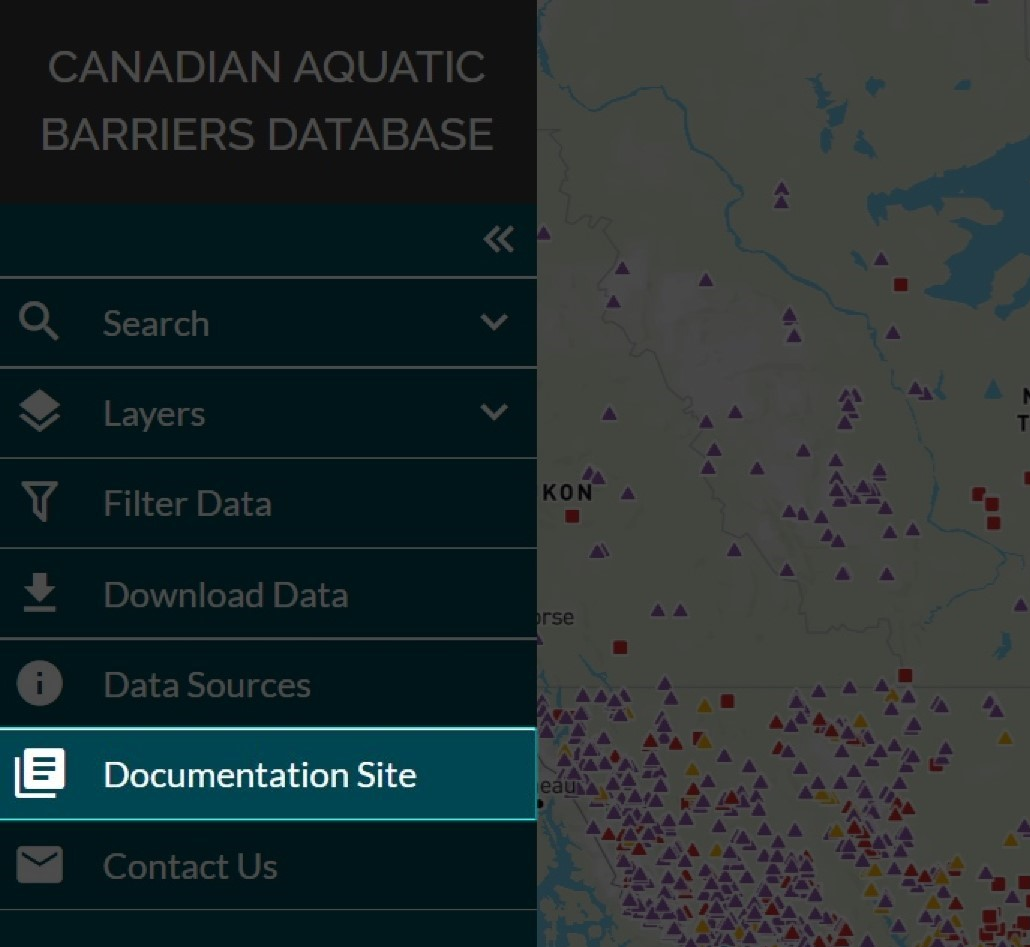 CANADIAN AQUATIC
BARRIERS DATABASE
Search
Layers
Filter Data
Download Data
Data Sources
Documentation Site
Contact Us
KON
orse
eau
N
T